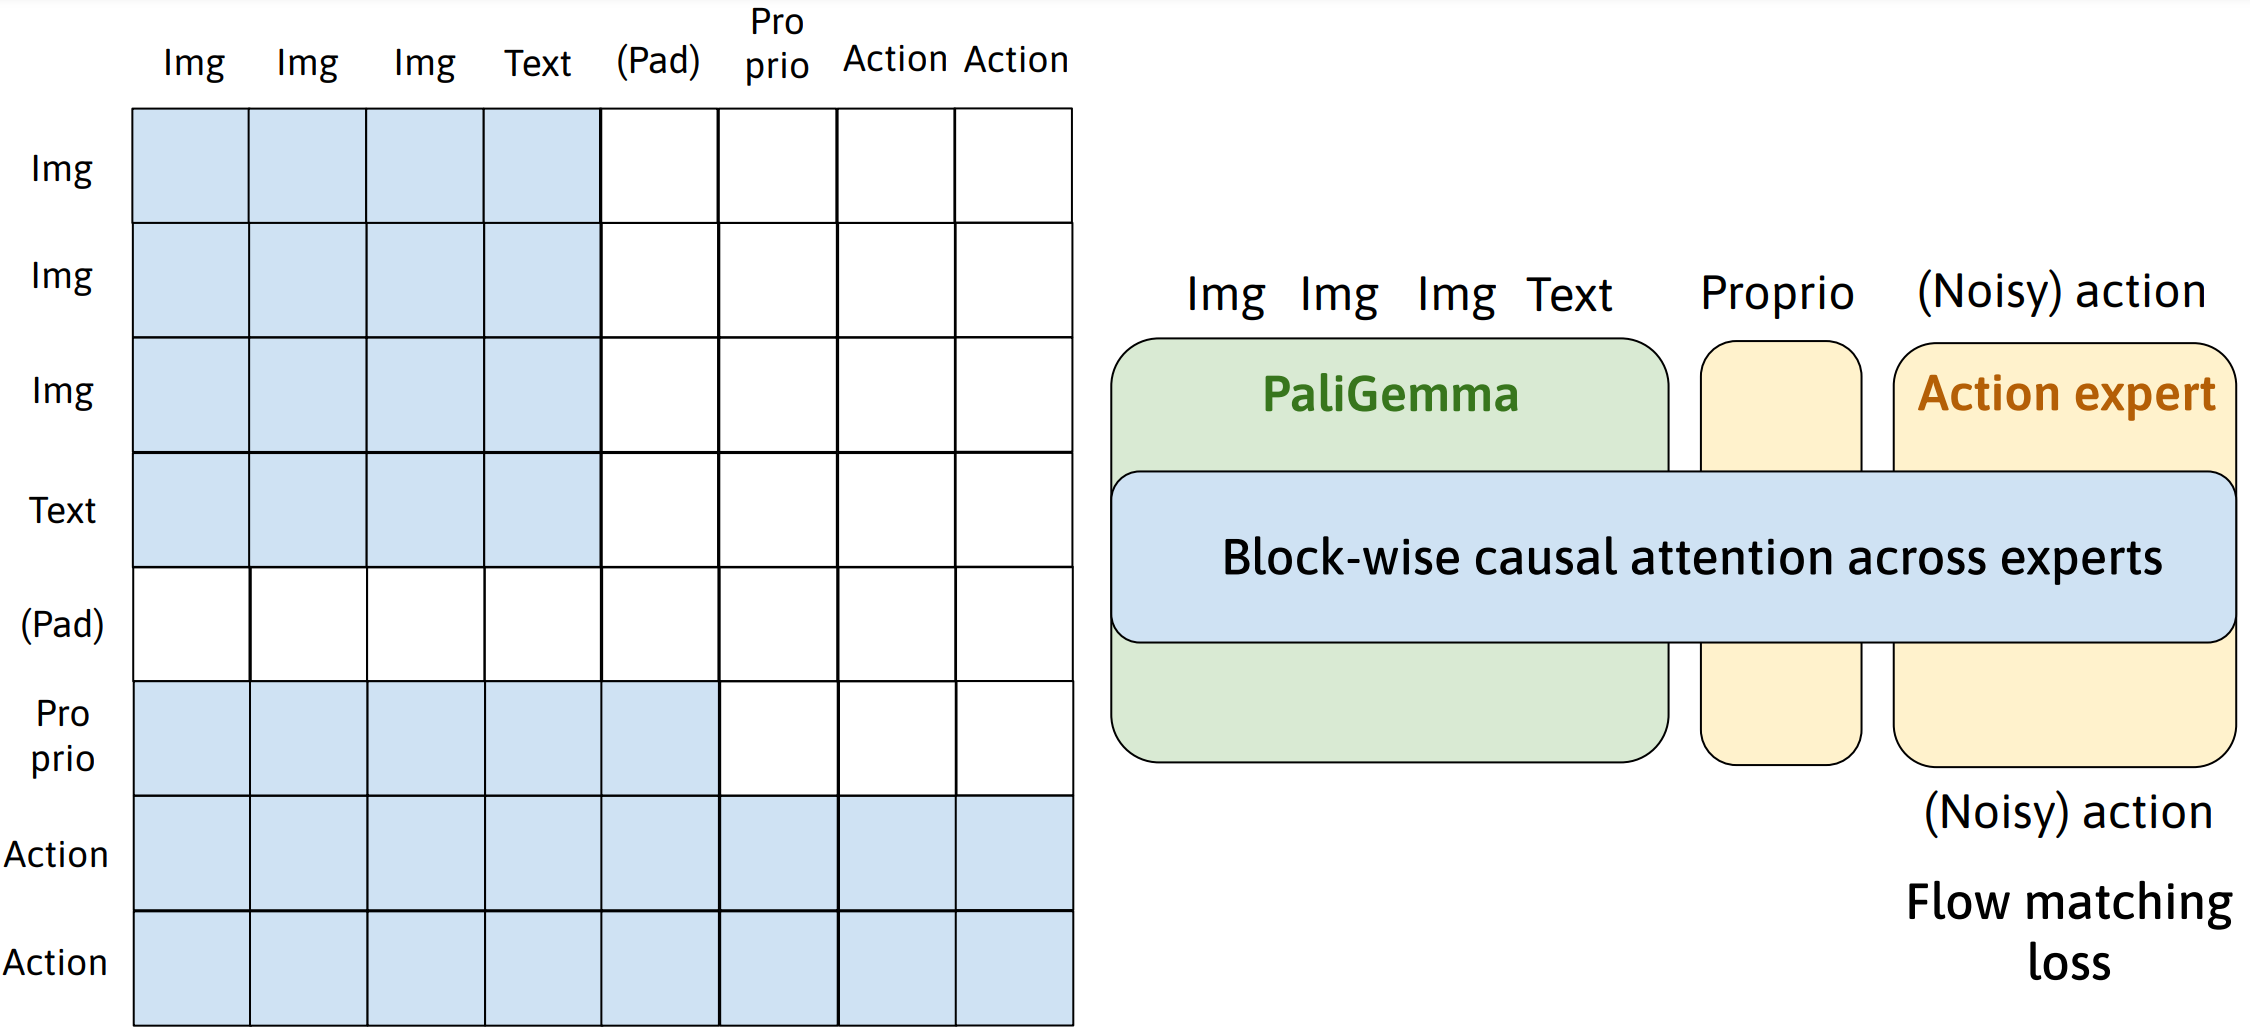 Img Img Img Text (Pad) Pro prio Action Action
Img
Img
Img
Text
(Pad)
Pro
prio
Action
Action
Img Img Img Text Proprio (Noisy) action
PaliGemma Action expert
Block-wise causal attention across experts
(Noisy) action
Flow matching
loss